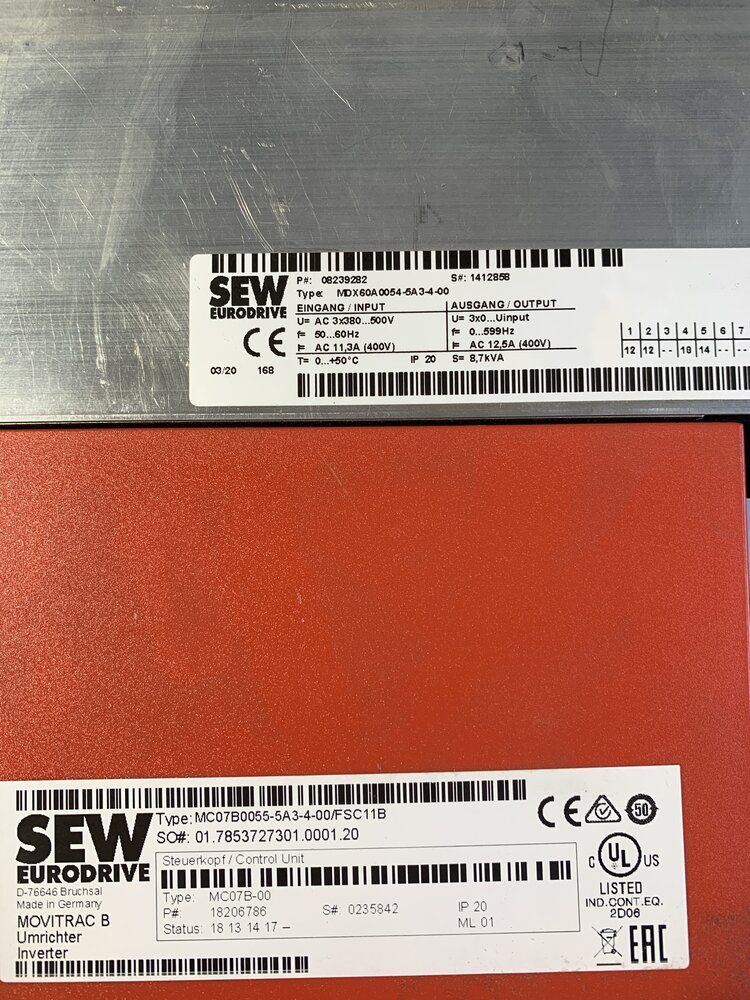 SEW
EURODRIVE
P#: 08239282 S#: 1412858
Type: MDX60A0054-5A3-4-00
EINGANG / INPUT AUSGANG / OUTPUT
U= AC 3x380...500V U= 3x0...Uinput
f= 50...60Hz f= 0...599Hz
I= AC 11,3A (400V) I= AC 12,5A (400V)
T= 0...+50°C IP 20 S= 8,7kVA
CE
03/20 168
1 2 3 4 5 6 7
12 12 -- 18 14 -- --
SEW
EURODRIVE
D-76646 Bruchsal
Made in Germany
MOVITRAC B
Umrichter
Inverter
Type: MC07B0055-5A3-4-00/FSC11B
SO#: 01.7853727301.0001.20
Steuerkopf / Control Unit
Type: MC07B-00
P#: 18206786 S#: 0235842 IP 20
Status: 18 13 14 17 – ML 01
CE 50
C UL US
LISTED
IND.CONT.EQ.
2D06
EAC